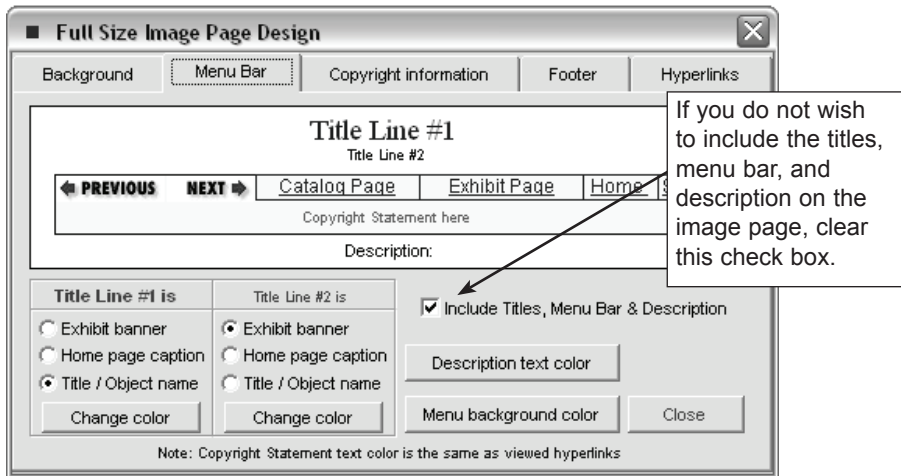 Full Size Image Page Design
Background Menu Bar Copyright information Footer Hyperlinks
Title Line #1
Title Line #2
PREVIOUS NEXT Catalog Page Exhibit Page Home
Copyright Statement here
Description:
If you do not wish
to include the titles,
menu bar, and
description on the
image page, clear
this check box.
Title Line #1 is Title Line #2 is
Include Titles, Menu Bar & Description
Exhibit banner Exhibit banner
Home page caption Home page caption
Description text color
Title / Object name Title / Object name
Change color Change color Menu background color Close
Note: Copyright Statement text color is the same as viewed hyperlinks